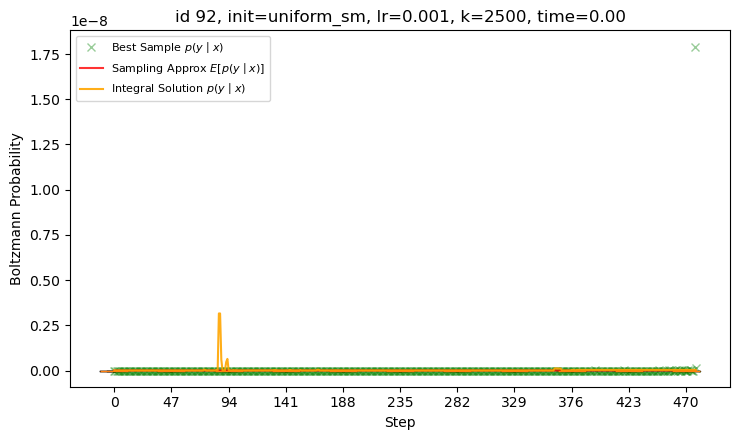 id 92, init=uniform_sm, lr=0.001, k=2500, time=0.00
1e−8
Best Sample p(y | x)
Sampling Approx E[p(y | x)]
Integral Solution p(y | x)
1.75
1.50
1.25
1.00
0.75
0.50
0.25
0.00
Boltzmann Probability
0 47 94 141 188 235 282 329 376 423 470
Step